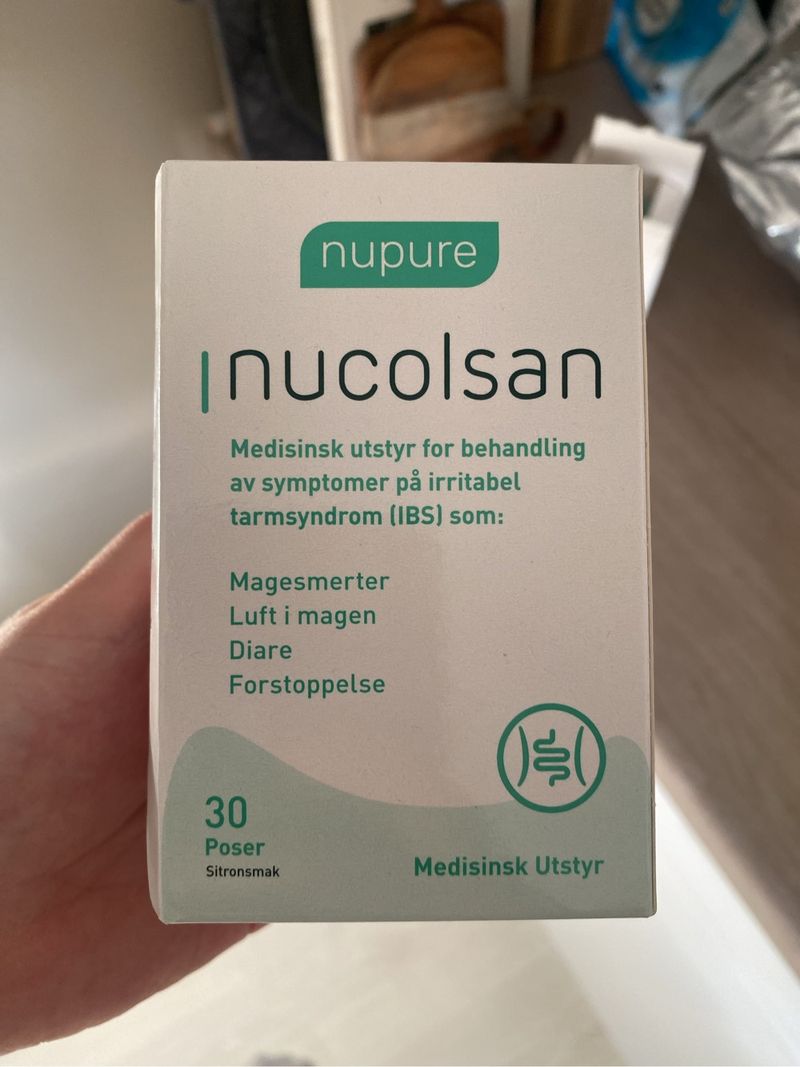 nupure
nucolsan
Medisinsk utstyr for behandling
av symptomer på irritabel
tarmsyndrom (IBS) som:
Magesmerter
Luft i magen
Diare
Forstoppelse
30
Poser
Sitronsmak
Medisinsk Utstyr